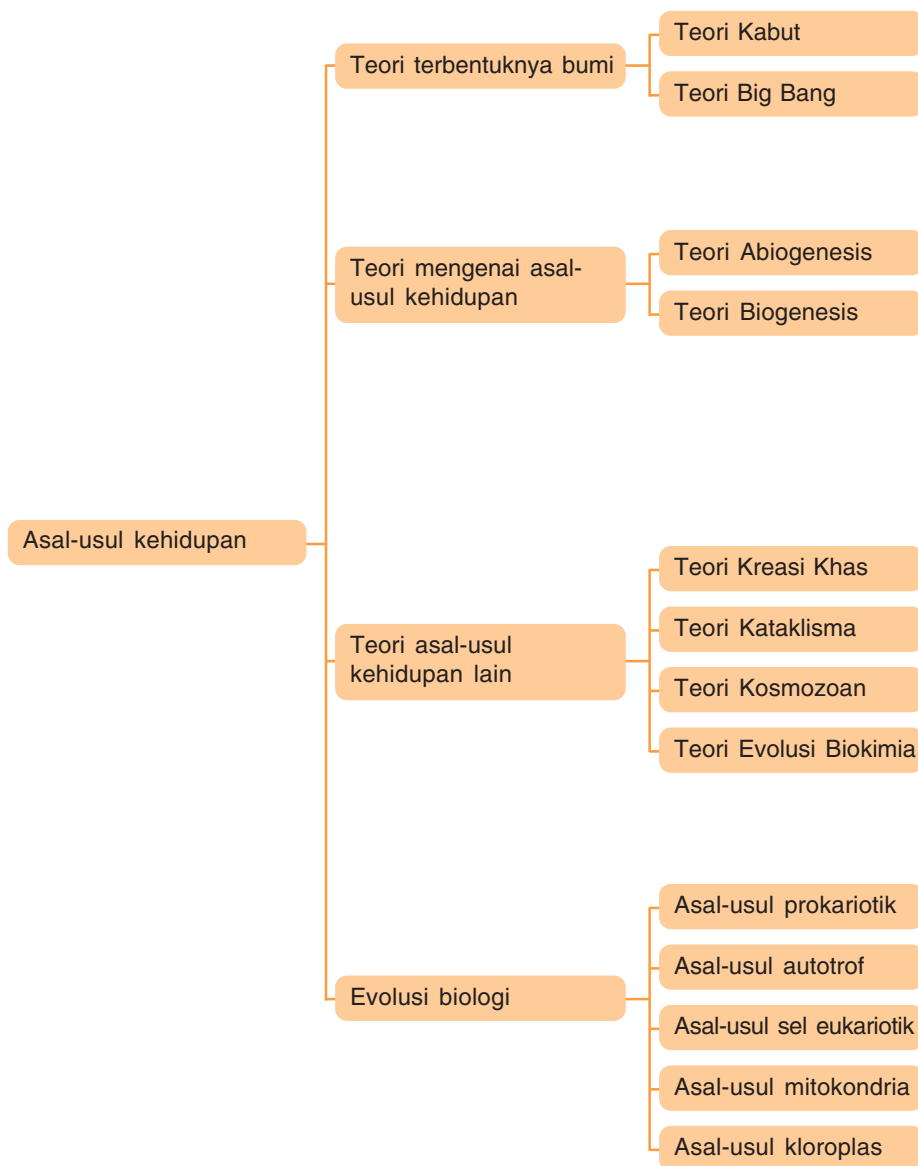 Asal-usul kehidupan
Teori terbentuknya bumi
Teori Kabut
Teori Big Bang
Teori mengenai asal-
usul kehidupan
Teori Abiogenesis
Teori Biogenesis
Teori asal-usul
kehidupan lain
Teori Kreasi Khas
Teori Kataklisma
Teori Kosmozoan
Teori Evolusi Biokimia
Evolusi biologi
Asal-usul prokariotik
Asal-usul autotrof
Asal-usul sel eukariotik
Asal-usul mitokondria
Asal-usul kloroplas